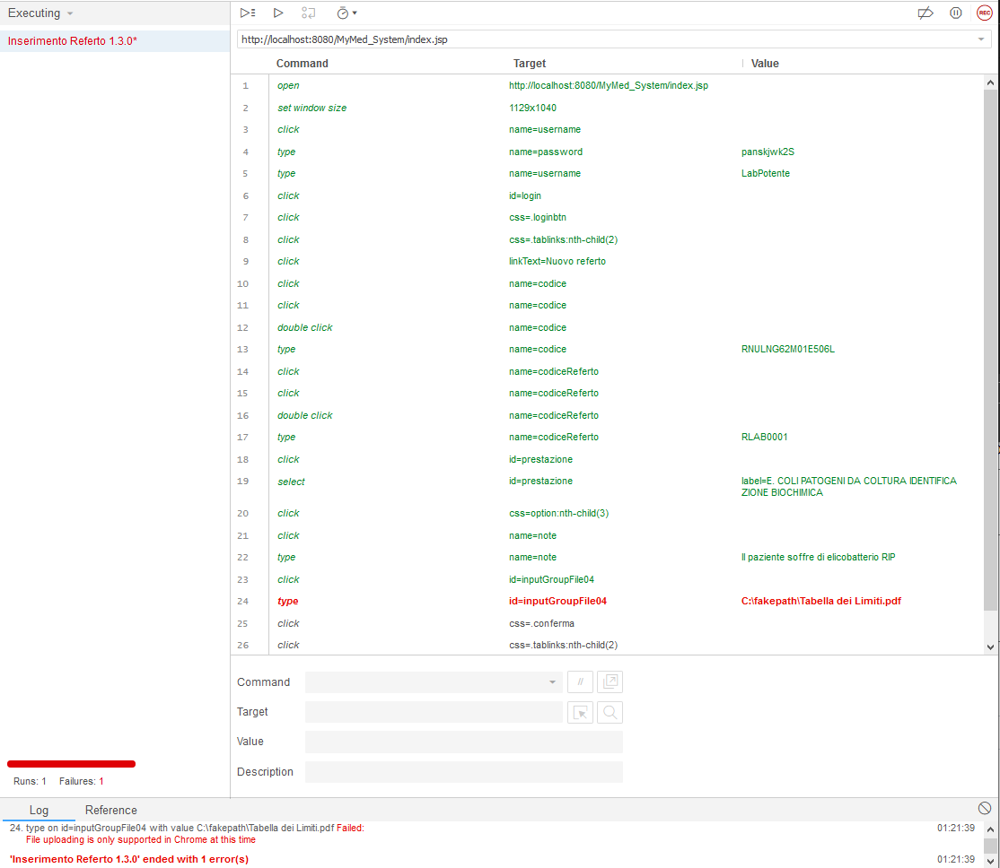 Executing
REC
Inserimento Referto 1.3.0*
http://localhost:8080/MyMed_System/index.jsp
Command Target Value
1 open http://localhost:8080/MyMed_System/index.jsp
2 set window size 1129x1040
3 click name=username
4 type name=password panskjwk2S
5 type name=username LabPotente
6 click id=login
7 click css=.loginbtn
8 click css=.tablinks:nth-child(2)
9 click linkText=Nuovo referto
10 click name=codice
11 click name=codice
12 double click name=codice
13 type name=codice RNULNG62M01E506L
14 click name=codiceReferto
15 click name=codiceReferto
16 double click name=codiceReferto
17 type name=codiceReferto RLAB0001
18 click id=prestazione
19 select id=prestazione label=E. COLI PATOGENI DA COLTURA IDENTIFICA
ZIONE BIOCHIMICA
20 click css=option:nth-child(3)
21 click name=note
22 type name=note Il paziente soffre di elicobatterio RIP
23 click id=inputGroupFile04
24 type id=inputGroupFile04 C:\fakepath\Tabella dei Limiti.pdf
25 click css=.conferma
26 click css=.tablinks:nth-child(2)
Command //
Target
Value
Description
Runs: 1 Failures: 1
Log Reference
24. type on id=inputGroupFile04 with value C:\fakepath\Tabella dei Limiti.pdf Failed: 01:21:39
File uploading is only supported in Chrome at this time
'Inserimento Referto 1.3.0' ended with 1 error(s) 01:21:39